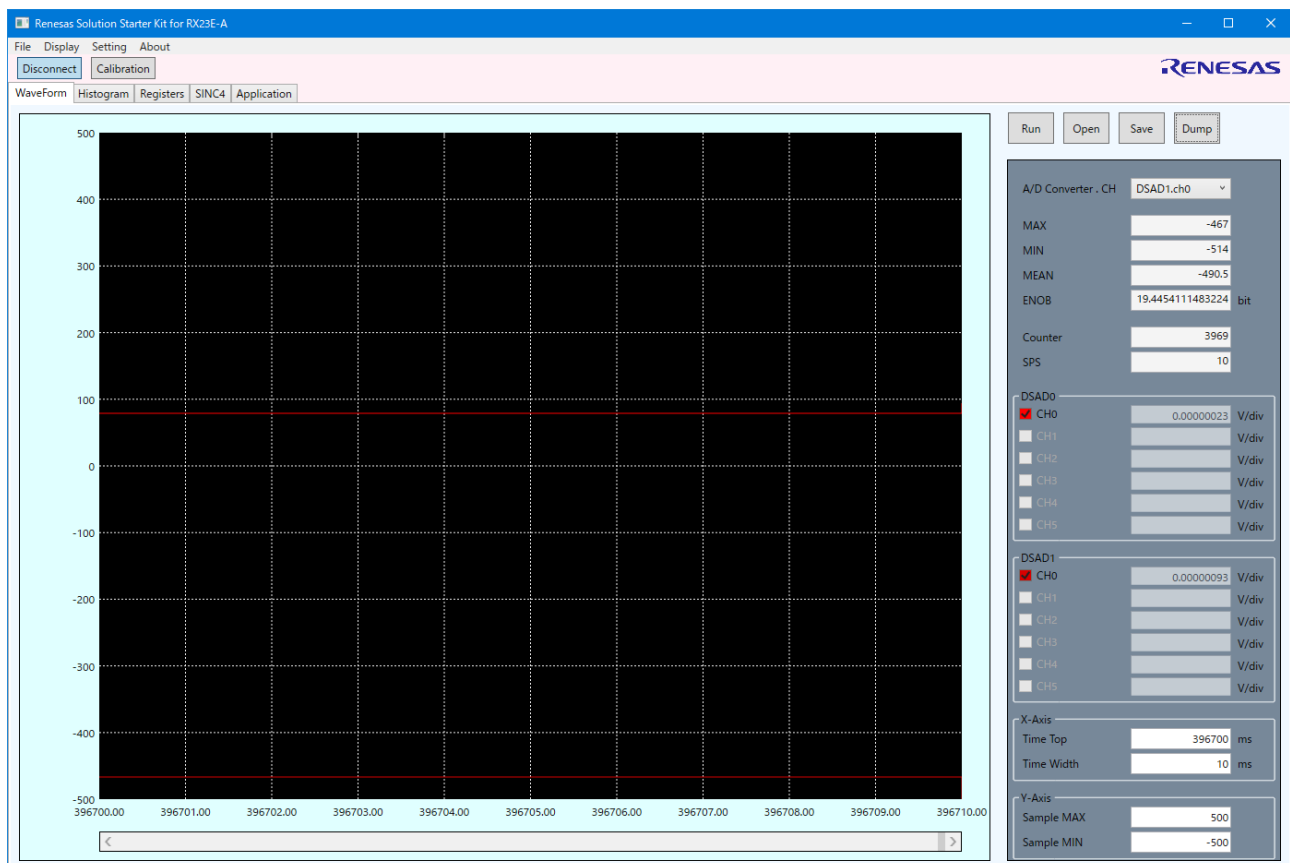 Renesas Solution Starter Kit for RX23E-A
File Display Setting About
Disconnect Calibration
RENESAS
WaveForm Histogram Registers SINC4 Application
500
400
300
200
100
0
-100
-200
-300
-400
-500
396700.00 396701.00 396702.00 396703.00 396704.00 396705.00 396706.00 396707.00 396708.00 396709.00 396710.00
Run Open Save Dump
A/D Converter . CH DSAD1.ch0
MAX -467
MIN -514
MEAN -490.5
ENOB 19.4454111483224 bit
Counter 3969
SPS 10
DSAD0
CH0 0.00000023 V/div
CH1 V/div
CH2 V/div
CH3 V/div
CH4 V/div
CH5 V/div
DSAD1
CH0 0.00000093 V/div
CH1 V/div
CH2 V/div
CH3 V/div
CH4 V/div
CH5 V/div
X-Axis
Time Top 396700 ms
Time Width 10 ms
Y-Axis
Sample MAX 500
Sample MIN -500